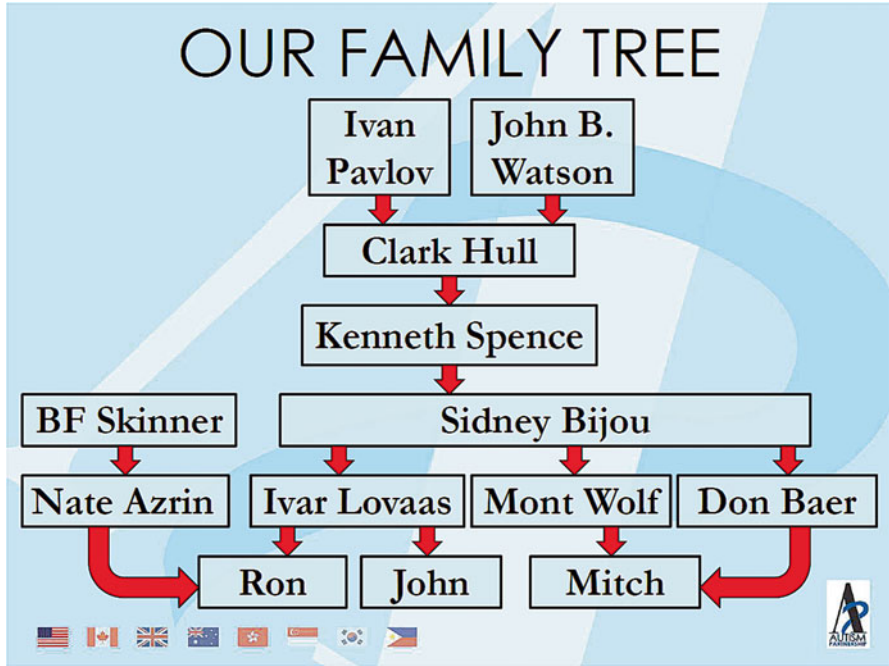 OUR FAMILY TREE
Ivan
Pavlov
John B.
Watson
Clark Hull
Kenneth Spence
BF Skinner
Sidney Bijou
Nate Azrin
Ivar Lovaas
Mont Wolf
Don Baer
Ron
John
Mitch
AUTISM
PARTNERSHIP